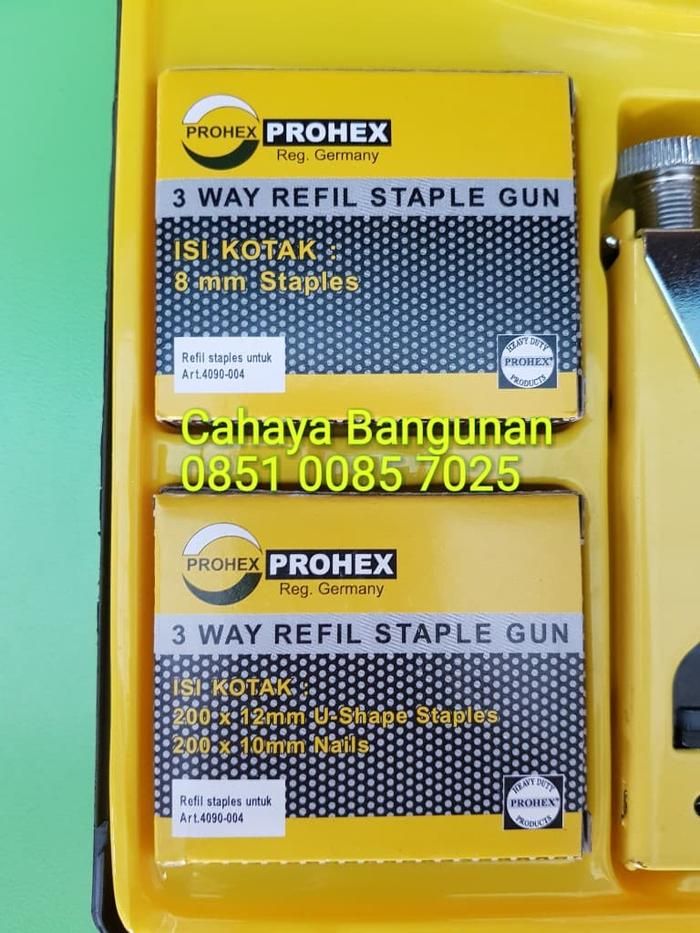 PROHEX PROHEX
Reg. Germany
3 WAY REFIL STAPLE GUN
ISI KOTAK :
8 mm Staples
Refil staples untuk
Art.4090-004
HEAVY DUTY
PROHEX®
PRODUCTS
Cahaya Bangunan
0851 0085 7025
PROHEX PROHEX
Reg. Germany
3 WAY REFIL STAPLE GUN
ISI KOTAK :
200 x 12mm U-Shape Staples
200 x 10mm Nails
Refil staples untuk
Art.4090-004
HEAVY DUTY
PROHEX®
PRODUCTS